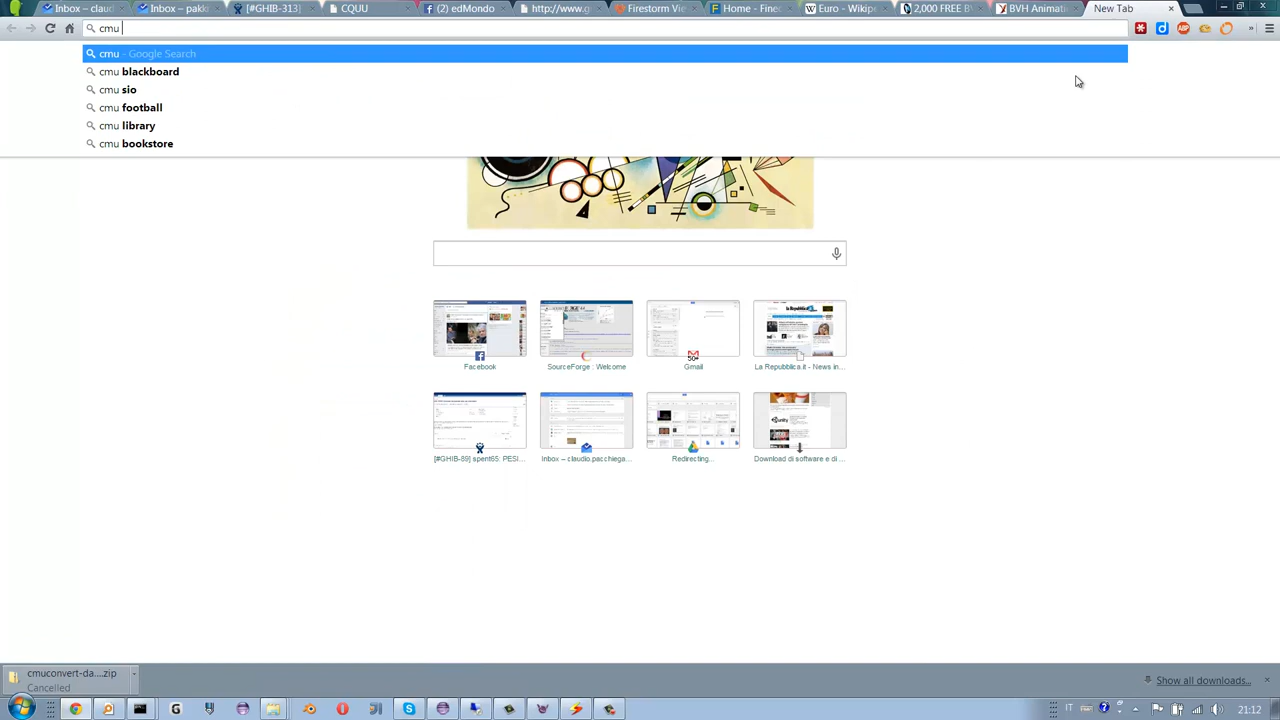 Inbox – clau
Inbox – pakk
[#GHIB-313]
CQUU
(2) edMondo
http://www.g
Firestorm Vie
Home - Finec
Euro - Wikipe
2,000 FREE BV
BVH Animati
New Tab
cmu
cmu - Google Search
cmu blackboard
cmu sio
cmu football
cmu library
cmu bookstore
Facebook
SourceForge : Welcome
Gmail
La Repubblica.it - News in...
[#GHIB-89] spent65: PESI...
Inbox – claudio.pacchiega...
Redirecting...
Download di software e di ...
cmuconvert-da....zip
Cancelled
Show all downloads...
IT
21:12